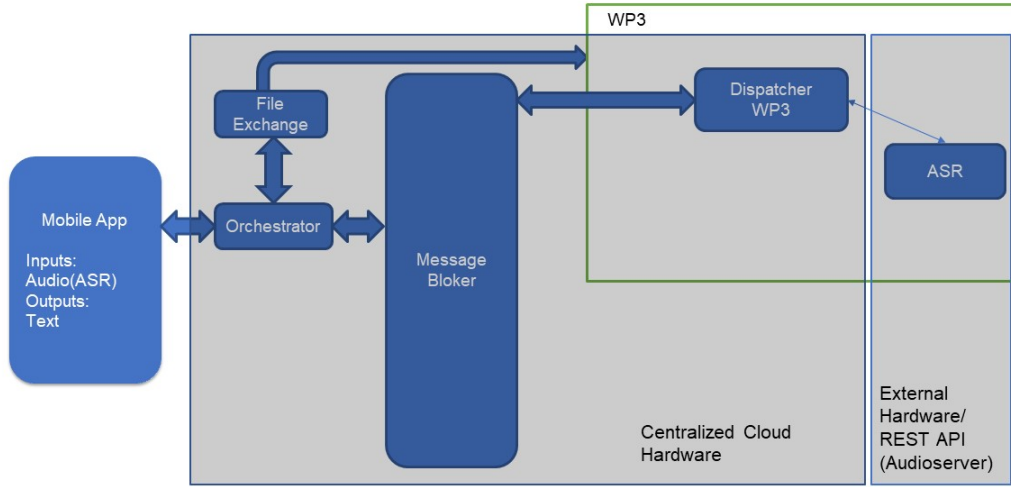 WP3
File
Exchange
Dispatcher
WP3
ASR
Mobile App
Inputs:
Audio(ASR)
Outputs:
Text
Orchestrator
Message
Bloker
Centralized Cloud
Hardware
External
Hardware/
REST API
(Audioserver)